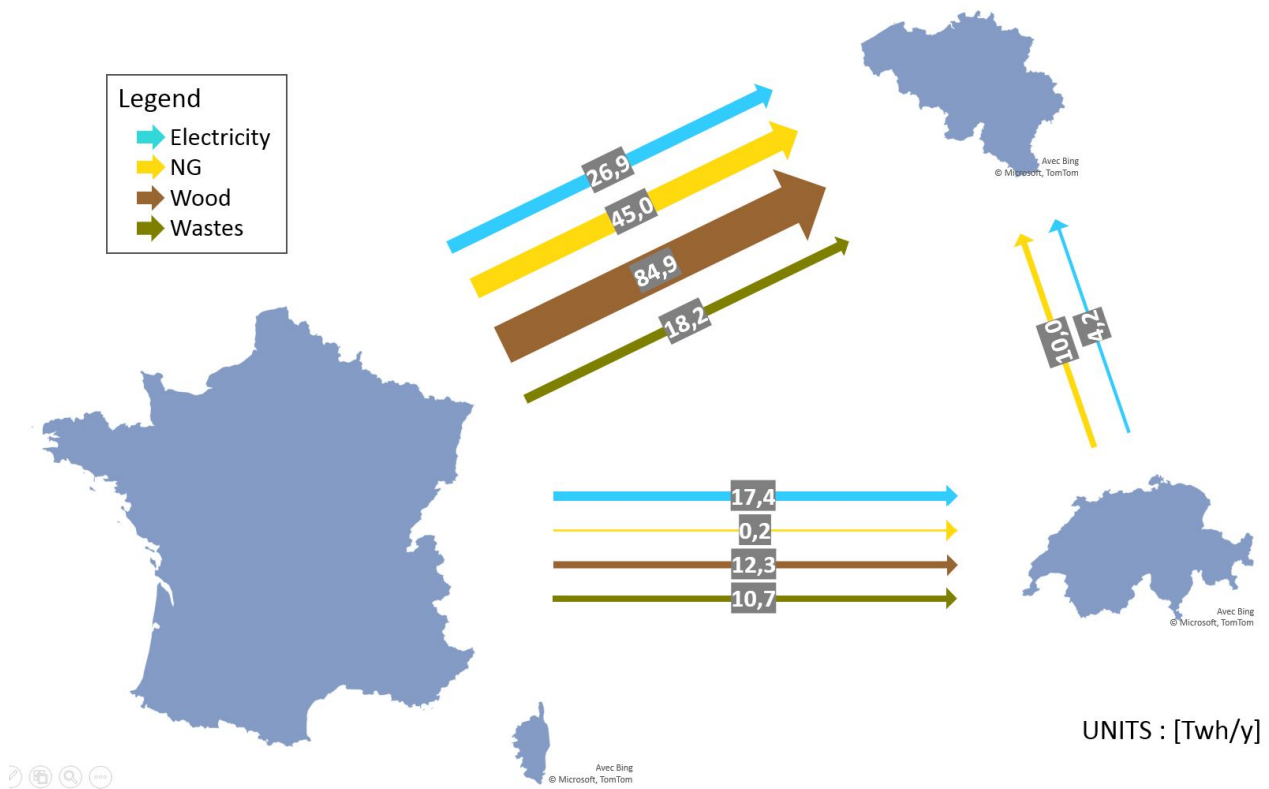 Legend
Electricity
NG
Wood
Wastes
26,9
45,0
84,9
18,2
Avec Bing
© Microsoft, TomTom
10,0
4,2
17,4
0,2
12,3
10,7
Avec Bing
© Microsoft, TomTom
UNITS : [Twh/y]
Avec Bing
© Microsoft, TomTom